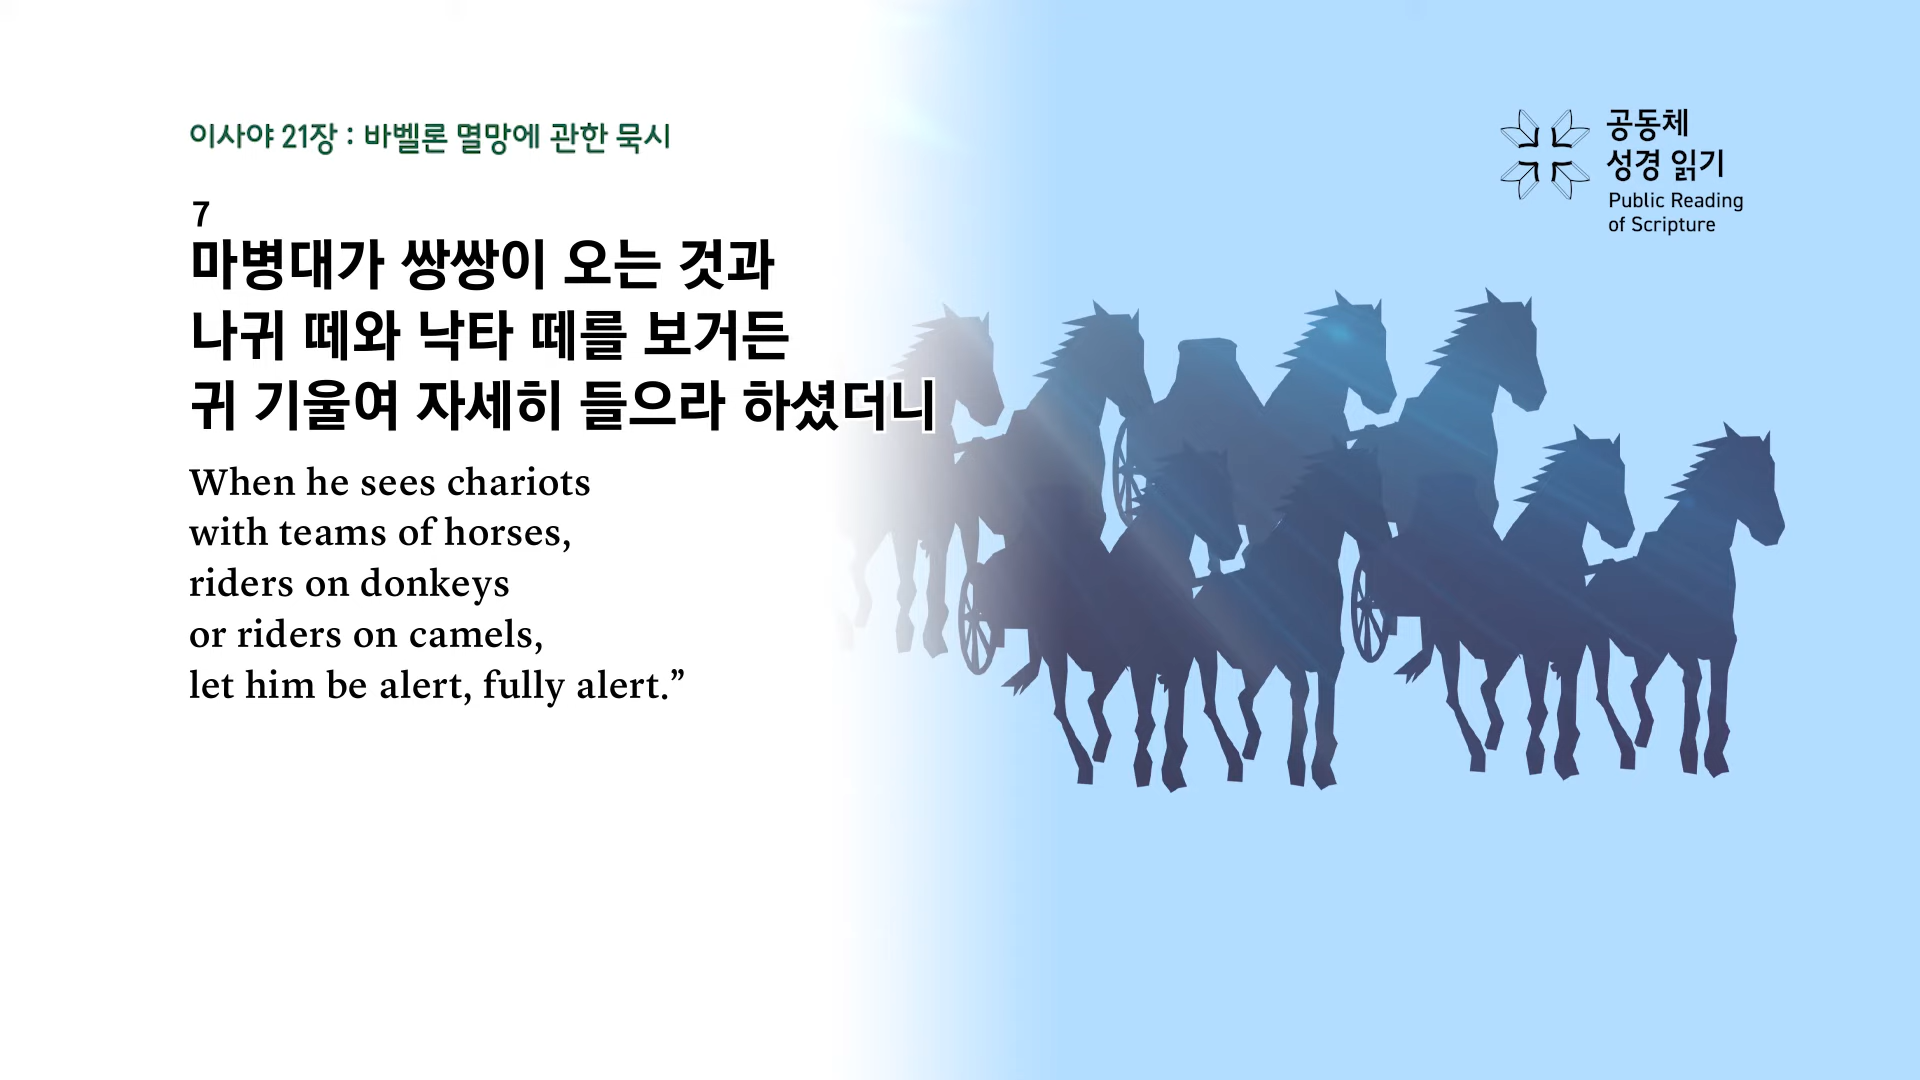 이사야 21장 : 바벨론 멸망에 관한 묵시
공동체
성경 읽기
Public Reading
of Scripture
7
마병대가 쌍쌍이 오는 것과
나귀 떼와 낙타 떼를 보거든
귀 기울여 자세히 들으라 하셨더니
When he sees chariots
with teams of horses,
riders on donkeys
or riders on camels,
let him be alert, fully alert.”